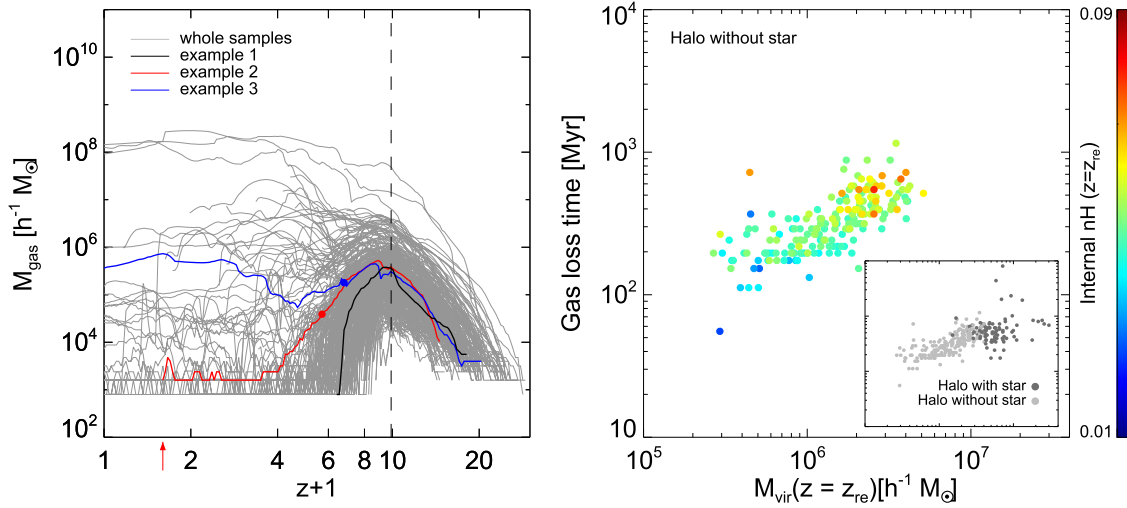 10^10
10^8
10^6
10^4
10^2
M_gas [h^-1 M_⊙]
whole samples
example 1
example 2
example 3
1
2
4
6
8
10
20
z+1
10^4
10^3
10^2
10
Gas loss time [Myr]
Halo without star
Halo with star
Halo without star
10^5
10^6
10^7
M_vir(z = z_re)[h^-1 M_⊙]
0.09
Internal nH (z=z_re)
0.01